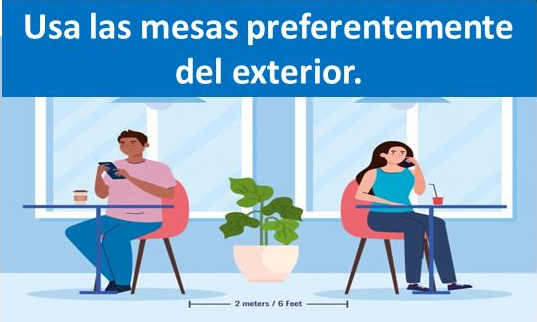 Usa las mesas preferentemente
del exterior.
2 meters / 6 Feet